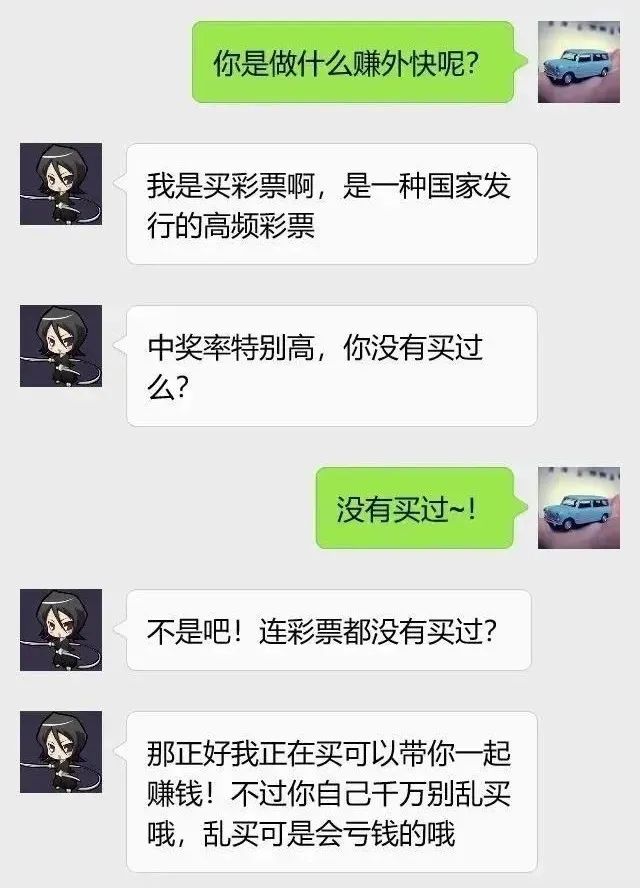 你是做什么赚外快呢？
我是买彩票啊，是一种国家发
行的高频彩票
中奖率特别高，你没有买过
么？
没有买过~！
不是吧！连彩票都没有买过？
那正好我正在买可以带你一起
赚钱！不过你自己千万别乱买
哦，乱买可是会亏钱的哦